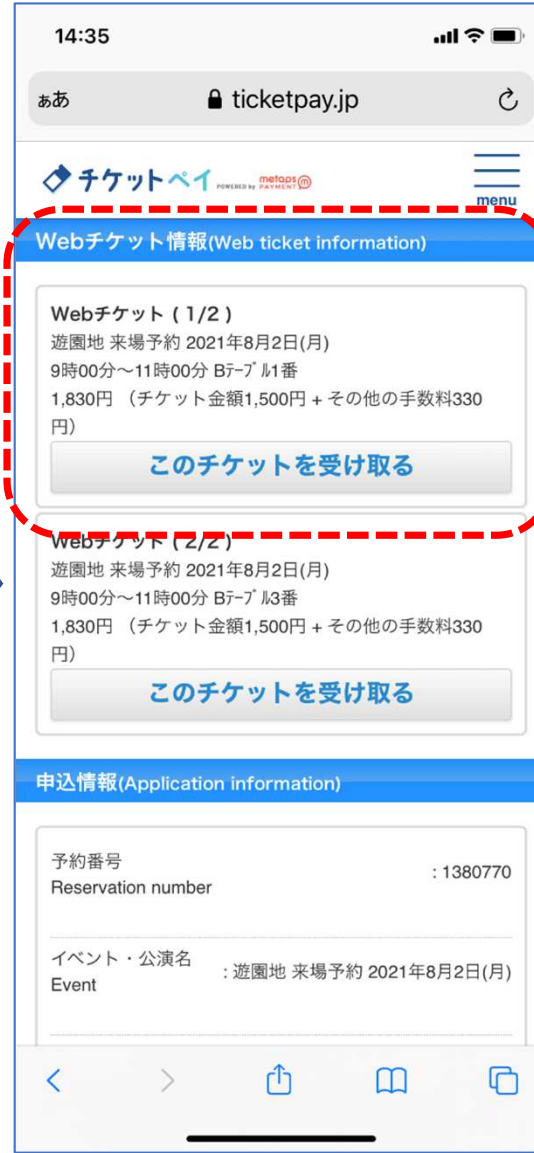 14:35
ぁあ ticketpay.jp
チケットペイ POWERED by metaps PAYMENT
menu
Webチケット情報(Web ticket information)
Webチケット ( 1/2 )
遊園地 来場予約 2021年8月2日(月)
9時00分～11時00分 Bﾃｰﾌﾞﾙ1番
1,830円 （チケット金額1,500円 + その他の手数料330
円）
このチケットを受け取る
Webチケット ( 2/2 )
遊園地 来場予約 2021年8月2日(月)
9時00分～11時00分 Bﾃｰﾌﾞﾙ3番
1,830円 （チケット金額1,500円 + その他の手数料330
円）
このチケットを受け取る
申込情報(Application information)
予約番号
Reservation number
: 1380770
イベント・公演名
Event
: 遊園地 来場予約 2021年8月2日(月)